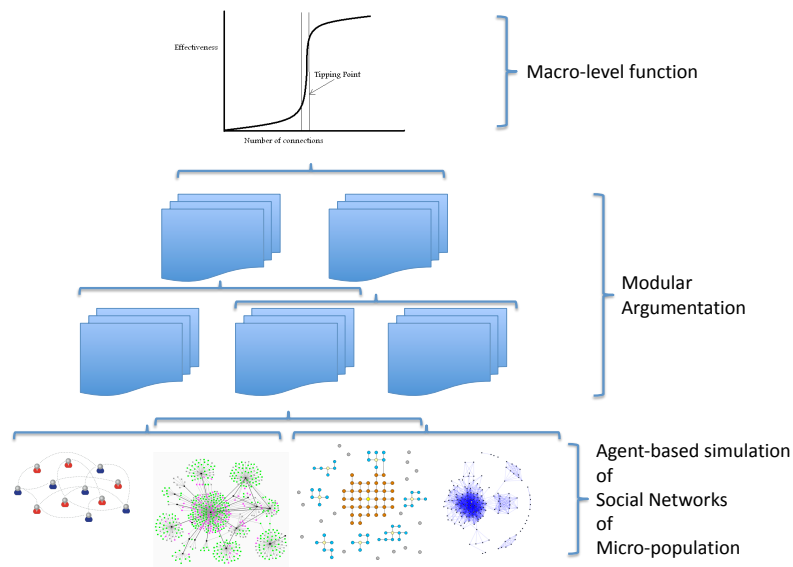 Effectiveness
Tipping Point
Number of connections
Macro-level function
Modular
Argumentation
Agent-based simulation
of
Social Networks
of
Micro-population